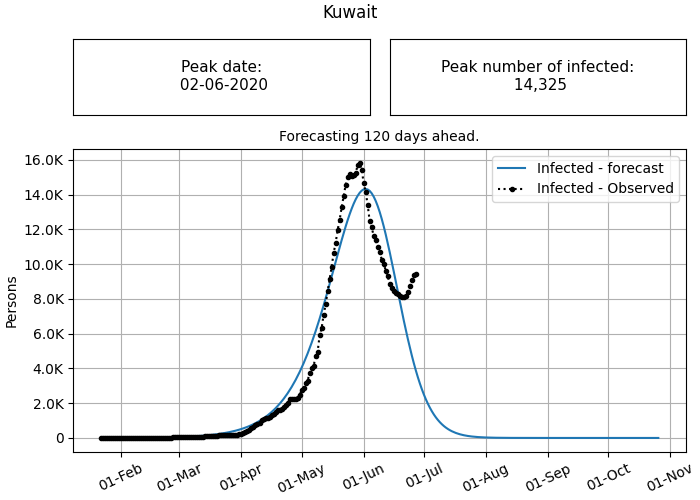 Kuwait
Peak date:
02-06-2020
Peak number of infected:
14,325
Forecasting 120 days ahead.
Infected - forecast
Infected - Observed
Persons
16.0K
14.0K
12.0K
10.0K
8.0K
6.0K
4.0K
2.0K
0
01-Feb
01-Mar
01-Apr
01-May
01-Jun
01-Jul
01-Aug
01-Sep
01-Oct
01-Nov